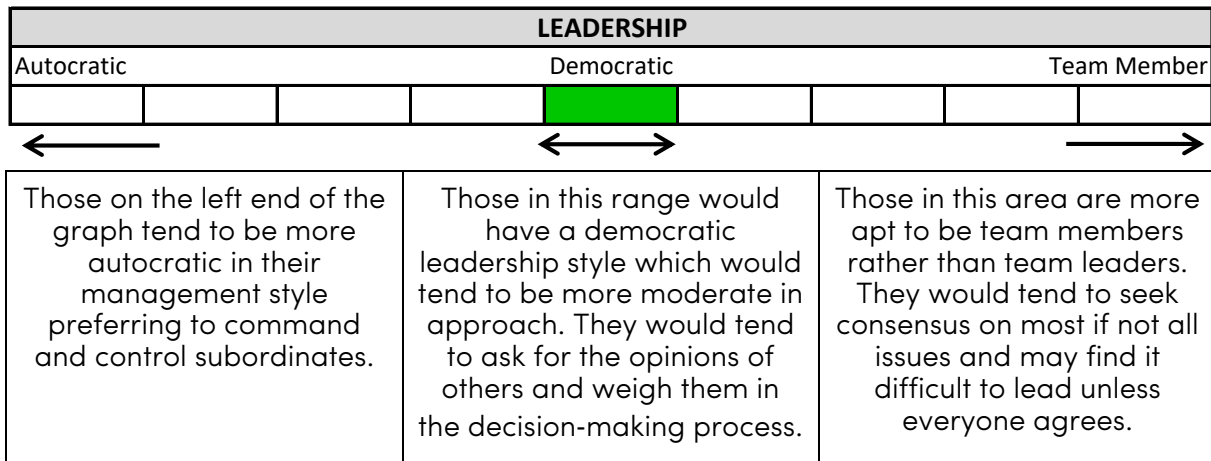 LEADERSHIP
Autocratic Democratic Team Member
Those on the left end of the
graph tend to be more
autocratic in their
management style
preferring to command
and control subordinates.
Those in this range would
have a democratic
leadership style which would
tend to be more moderate in
approach. They would tend
to ask for the opinions of
others and weigh them in
the decision-making process.
Those in this area are more
apt to be team members
rather than team leaders.
They would tend to seek
consensus on most if not all
issues and may find it
difficult to lead unless
everyone agrees.